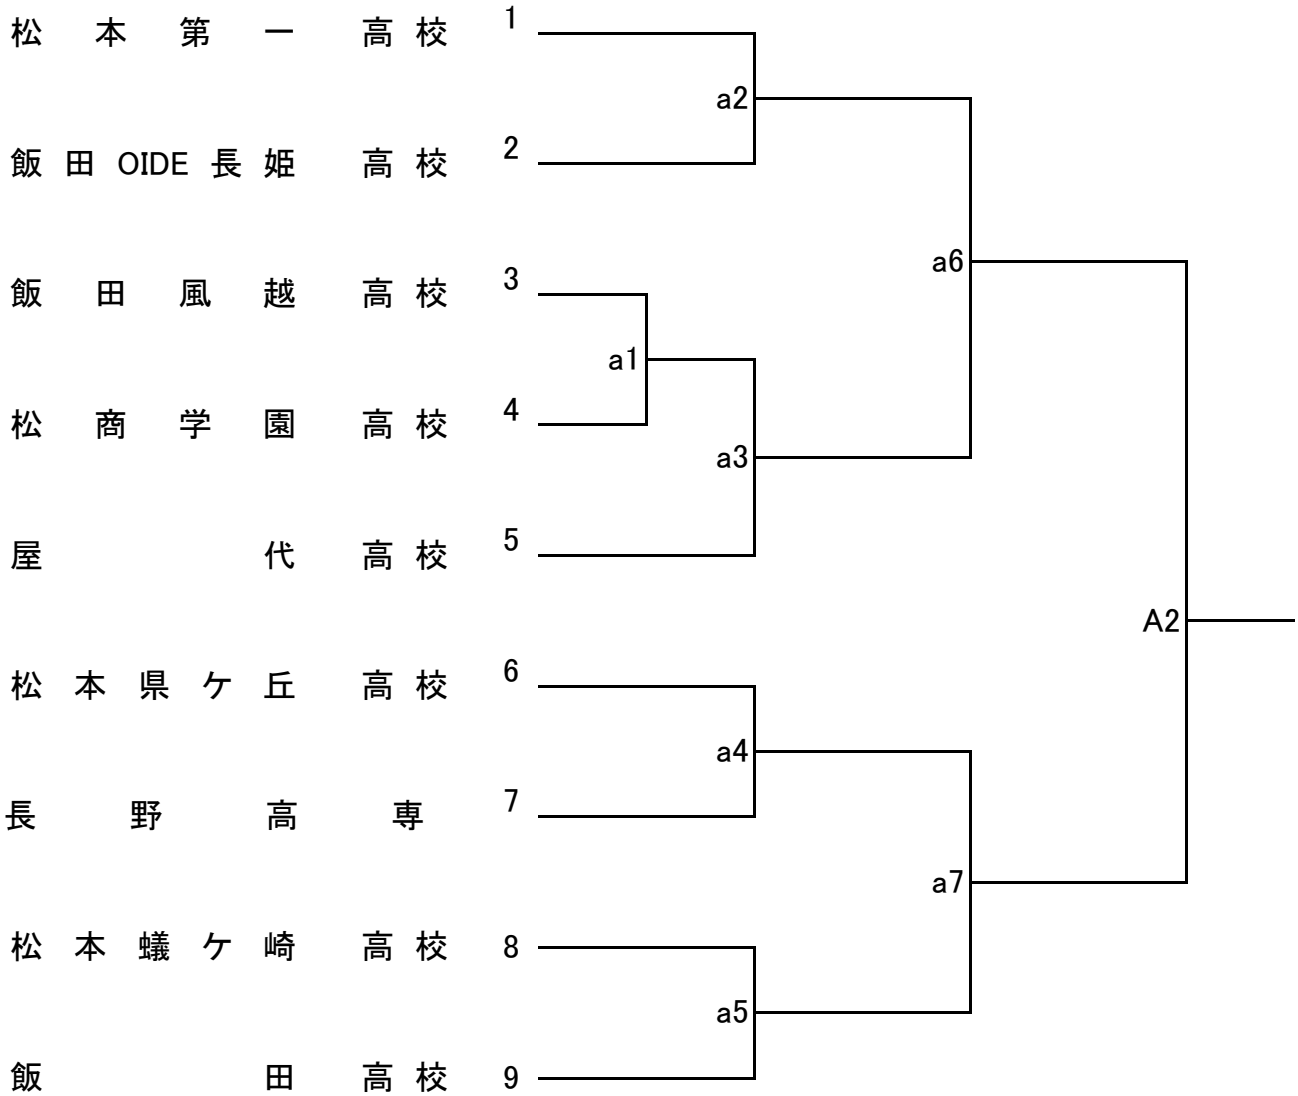 松本第一高校 1
a2
飯田OIDE長姫高校 2
a6
飯田風越高校 3
a1
松商学園高校 4
a3
屋代高校 5
A2
松本県ケ丘高校 6
a4
長野高専 7
a7
松本蟻ケ崎高校 8
a5
飯田高校 9